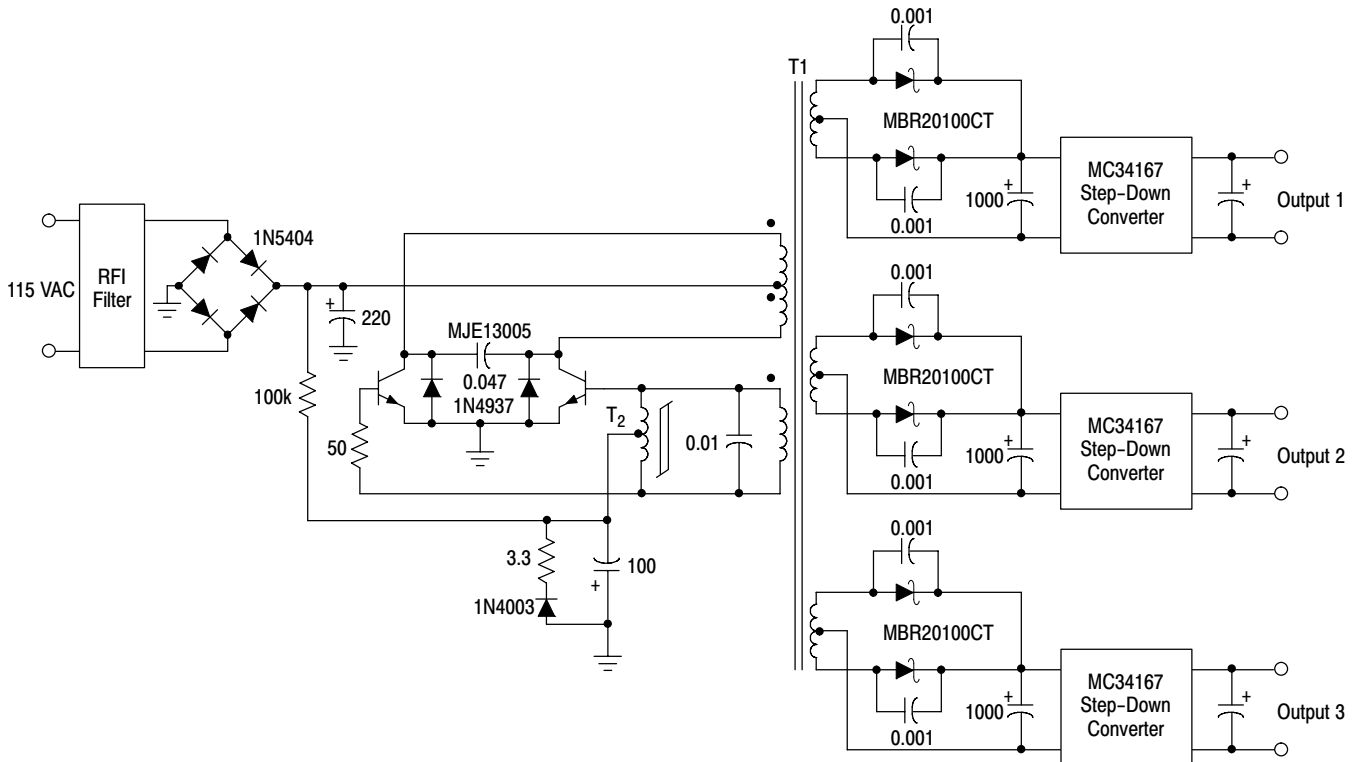 0.001
T1
MBR20100CT
0.001
1000
+
MC34167
Step-Down
Converter
+
Output 1
115 VAC
RFI
Filter
1N5404
+
220
100k
MJE13005
0.047
1N4937
50
T2
0.01
3.3
1N4003
100
+
0.001
MBR20100CT
0.001
1000
+
MC34167
Step-Down
Converter
+
Output 2
0.001
MBR20100CT
0.001
1000
+
MC34167
Step-Down
Converter
+
Output 3